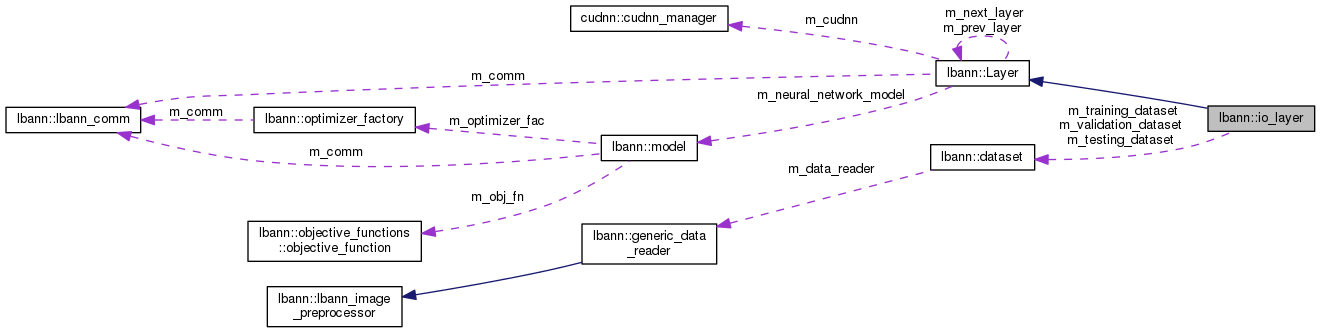 cudnn::cudnn_manager
m_cudnn
m_next_layer
m_prev_layer
lbann::Layer
m_comm
m_neural_network_model
lbann::lbann_comm
m_comm
lbann::optimizer_factory
m_optimizer_fac
m_training_dataset
m_validation_dataset
m_testing_dataset
lbann::io_layer
m_comm
lbann::model
lbann::dataset
m_data_reader
m_obj_fn
lbann::objective_functions
::objective_function
lbann::generic_data
_reader
lbann::lbann_image
_preprocessor